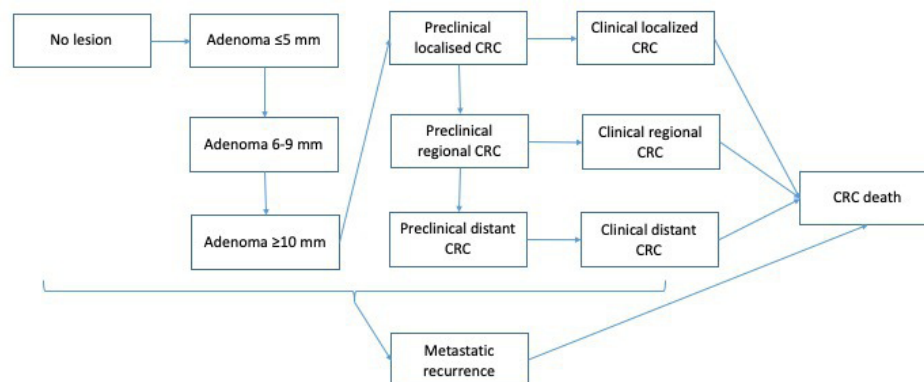 No lesion
Adenoma ≤5 mm
Preclinical
localised CRC
Clinical localized
CRC
Adenoma 6-9 mm
Preclinical
regional CRC
Clinical regional
CRC
CRC death
Adenoma ≥10 mm
Preclinical distant
CRC
Clinical distant
CRC
Metastatic
recurrence